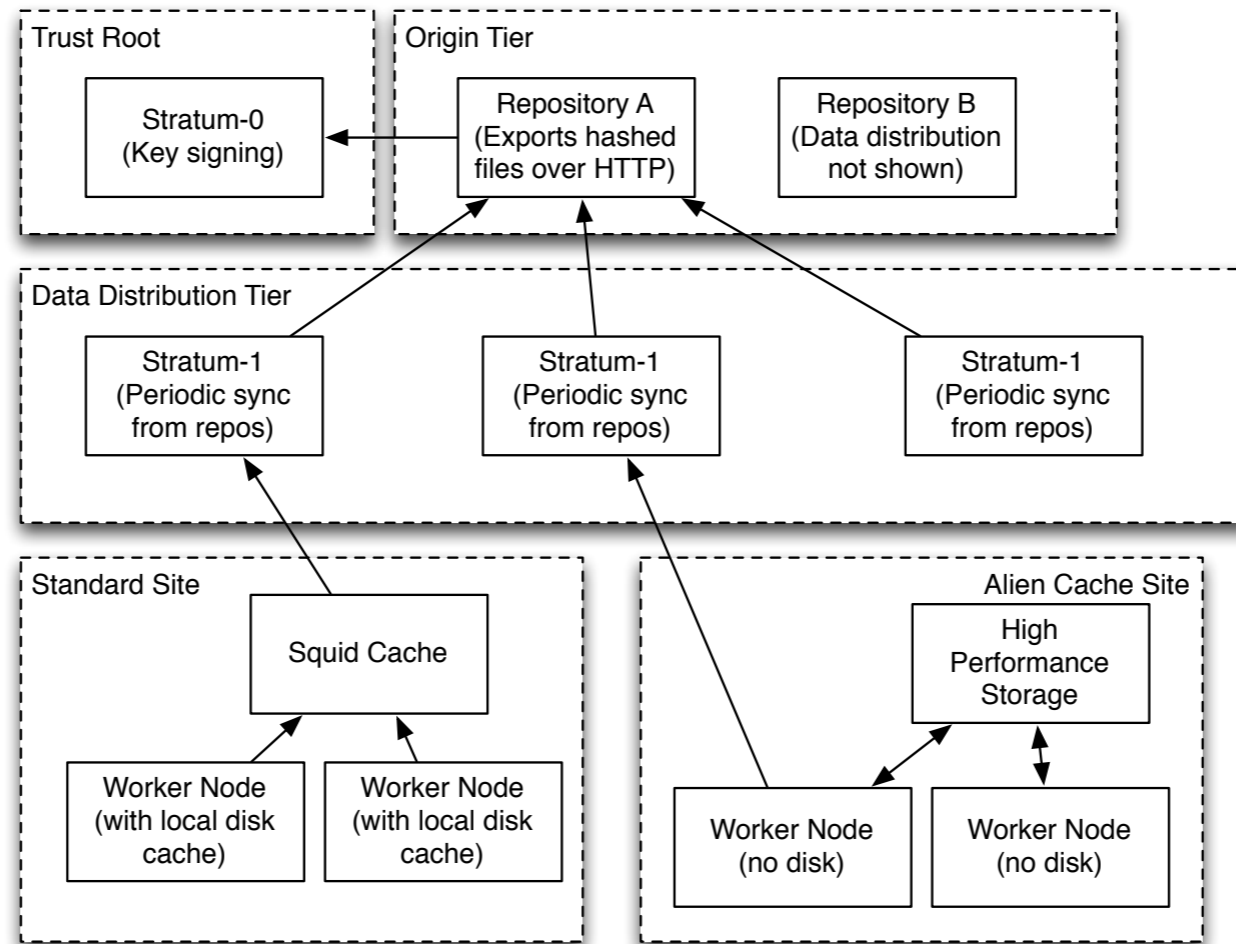 Trust Root
Stratum-0
(Key signing)
Origin Tier
Repository A
(Exports hashed
files over HTTP)
Repository B
(Data distribution
not shown)
Data Distribution Tier
Stratum-1
(Periodic sync
from repos)
Stratum-1
(Periodic sync
from repos)
Stratum-1
(Periodic sync
from repos)
Standard Site
Squid Cache
Worker Node
(with local disk
cache)
Worker Node
(with local disk
cache)
Alien Cache Site
High
Performance
Storage
Worker Node
(no disk)
Worker Node
(no disk)